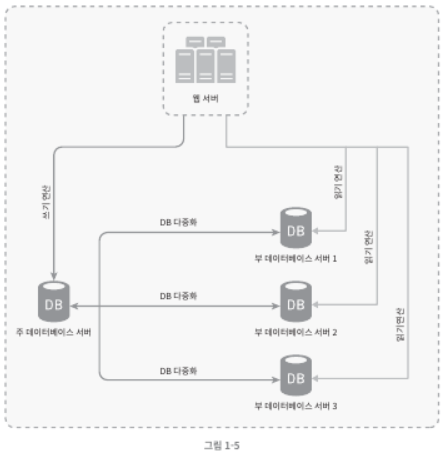 웹 서버
쓰기 연산
읽기 연산
DB 다중화
DB
부 데이터베이스 서버 1
읽기 연산
DB
주 데이터베이스 서버
DB 다중화
DB
부 데이터베이스 서버 2
읽기 연산
DB 다중화
DB
부 데이터베이스 서버 3
그림 1-5